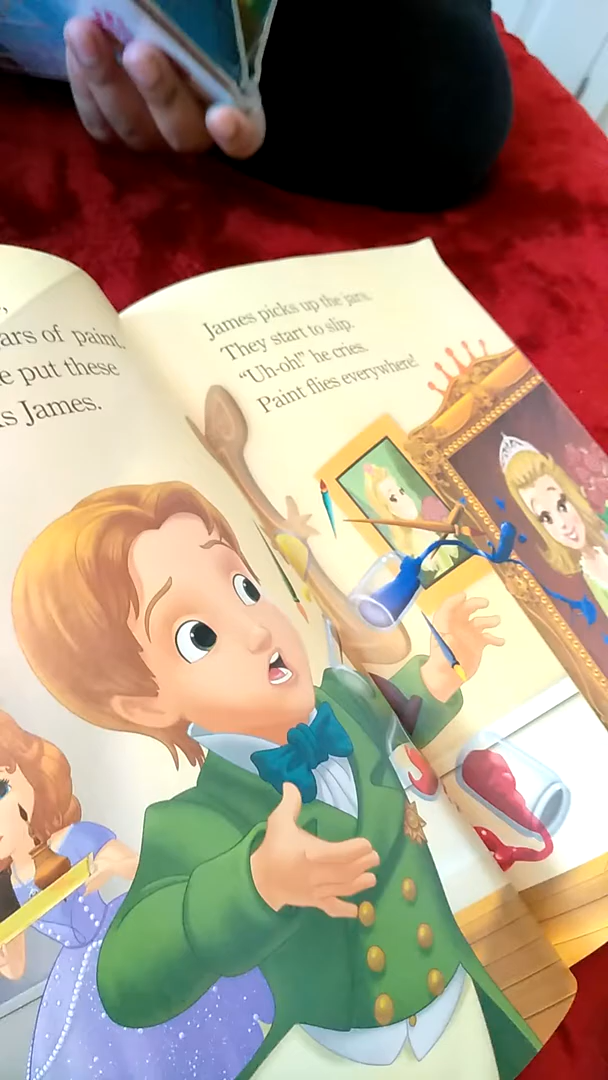 ars of paint.
e put these
s James.
James picks up the jars.
They start to slip.
"Uh-oh!" he cries.
Paint flies everywhere!